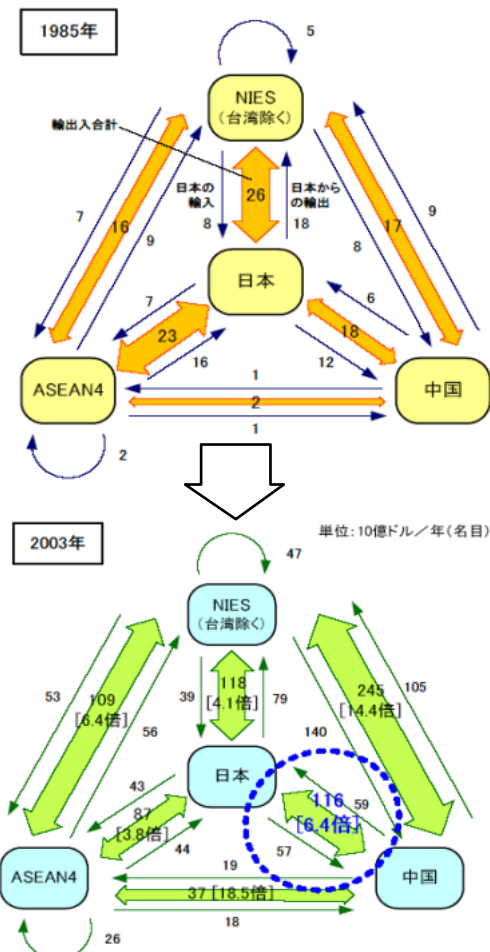 1985年
5
NIES
(台湾除く)
輸出入合計
日本の
輸入
8
26
日本から
の輸出
18
7
16
9
17
9
8
日本
7
23
16
6
18
12
ASEAN4
中国
1
2
1
2
2003年
単位：10億ドル／年(名目)
47
NIES
(台湾除く)
53
109
[6.4倍]
56
39
118
[4.1倍]
79
245
[14.4倍]
105
140
日本
43
87
[3.8倍]
44
116
[6.4倍]
59
57
ASEAN4
中国
19
37 [18.5倍]
18
26